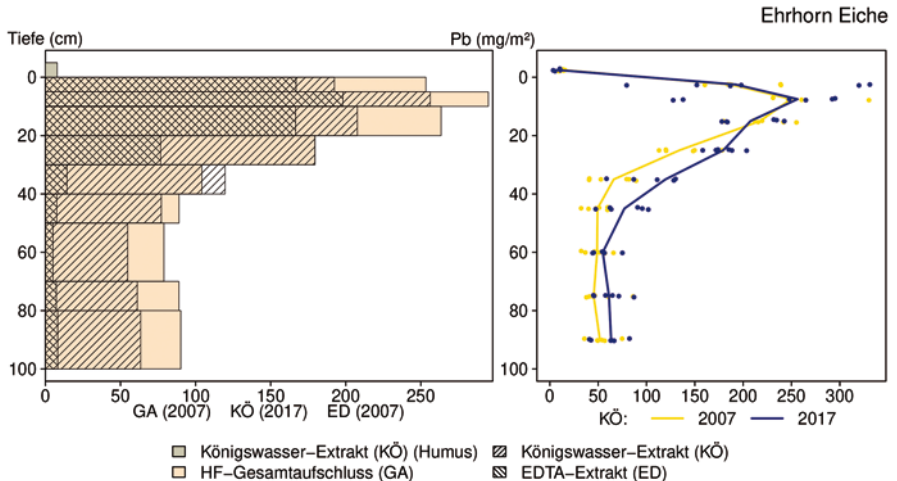 Ehrhorn Eiche
Tiefe (cm)
Pb (mg/m²)
0
20
40
60
80
100
0 50 100 150 200 250
GA (2007) KÖ (2017) ED (2007)
0
20
40
60
80
100
0 50 100 150 200 250 300
KÖ: 2007 2017
Königswasser−Extrakt (KÖ) (Humus)
HF−Gesamtaufschluss (GA)
Königswasser−Extrakt (KÖ)
EDTA−Extrakt (ED)